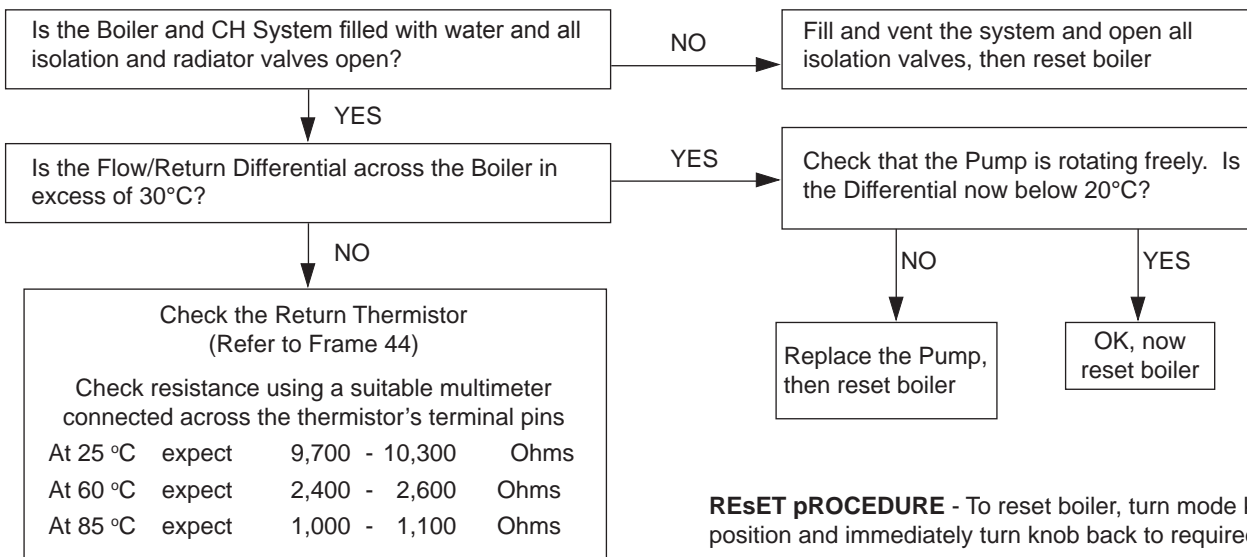 Is the Boiler and CH System filled with water and all
isolation and radiator valves open?
NO
Fill and vent the system and open all
isolation valves, then reset boiler
YES
Is the Flow/Return Differential across the Boiler in
excess of 30°C?
YES
Check that the Pump is rotating freely.  Is
the Differential now below 20°C?
NO
NO
YES
Check the Return Thermistor
(Refer to Frame 44)
Check resistance using a suitable multimeter
connected across the thermistor's terminal pins
At 25 °C expect 9,700 - 10,300 Ohms
At 60 °C expect 2,400 - 2,600 Ohms
At 85 °C expect 1,000 - 1,100 Ohms
Replace the Pump,
then reset boiler
OK, now
reset boiler
REsET pROCEDURE - To reset boiler, turn mode
position and immediately turn knob back to required